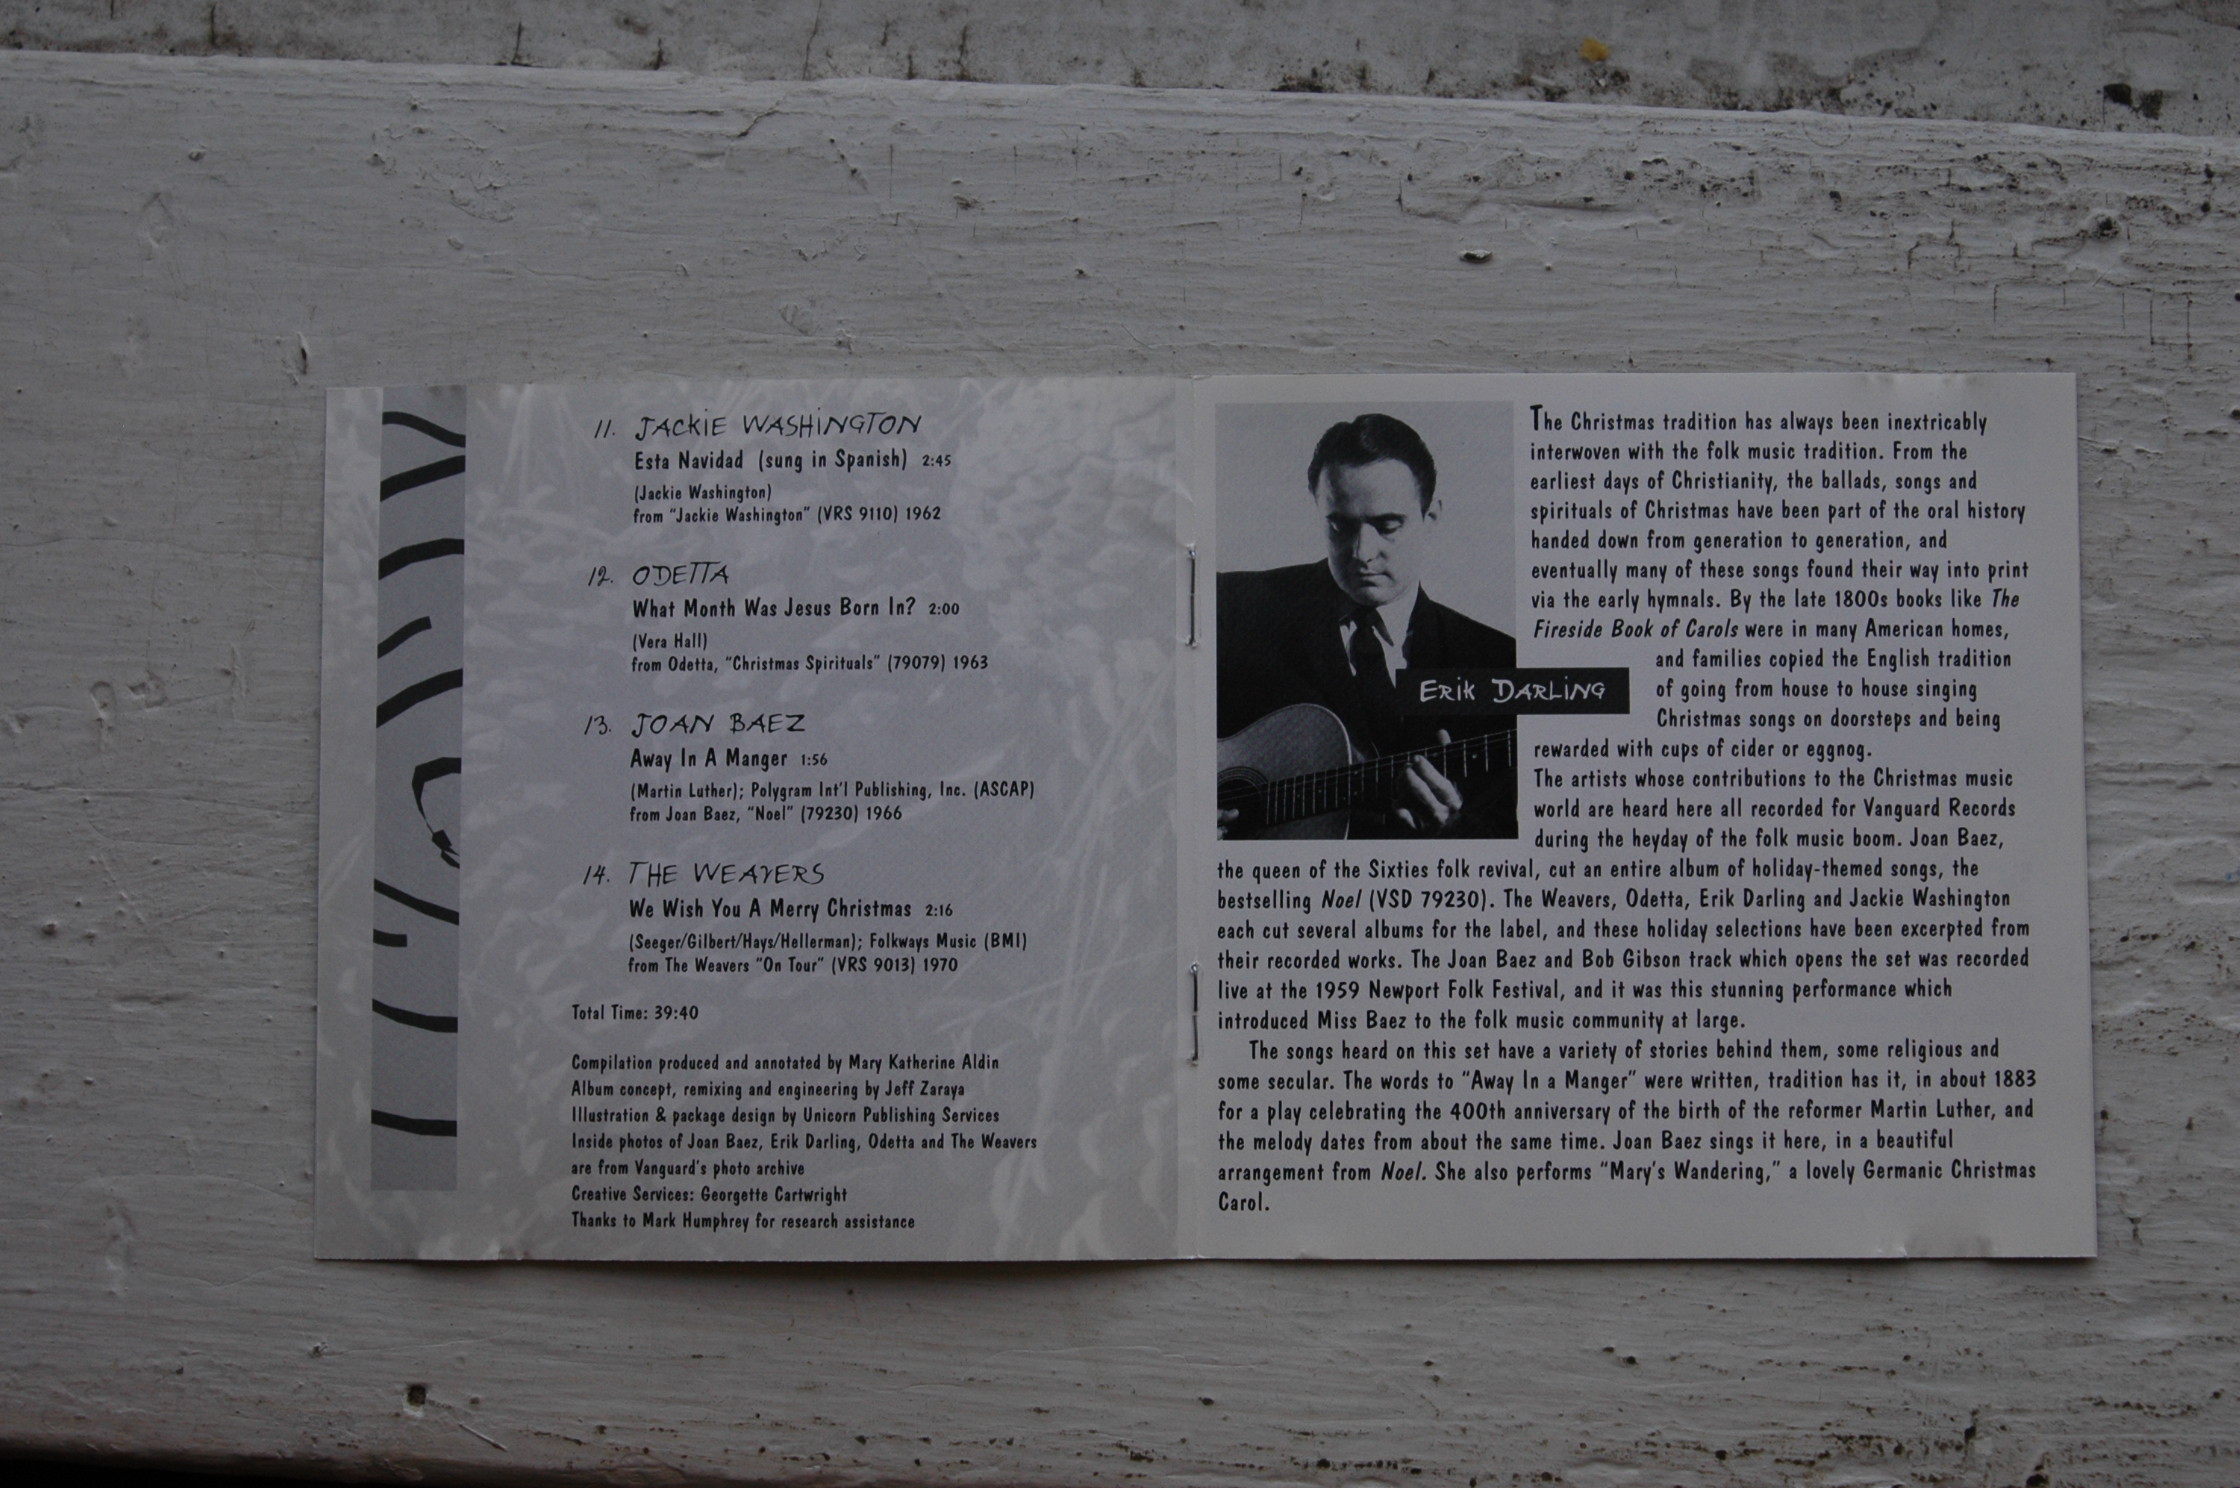 11. JACKIE WASHINGTON
Esta Navidad (sung in Spanish) 2:45
(Jackie Washington)
from "Jackie Washington" (VRS 9110) 1962
12. ODETTA
What Month Was Jesus Born In? 2:00
(Vera Hall)
from Odetta, "Christmas Spirituals" (79079) 1963
13. JOAN BAEZ
Away In A Manger 1:56
(Martin Luther); Polygram Int'l Publishing, Inc. (ASCAP)
from Joan Baez, "Noel" (79230) 1966
14. THE WEAVERS
We Wish You A Merry Christmas 2:16
(Seeger/Gilbert/Hays/Hellerman); Folkways Music (BMI)
from The Weavers "On Tour" (VRS 9013) 1970
Total Time: 39:40
Compilation produced and annotated by Mary Katherine Aldin
Album concept, remixing and engineering by Jeff Zaraya
Illustration & package design by Unicorn Publishing Services
Inside photos of Joan Baez, Erik Darling, Odetta and The Weavers
are from Vanguard's photo archive
Creative Services: Georgette Cartwright
Thanks to Mark Humphrey for research assistance
ERIK DARLING
The Christmas tradition has always been inextricably
interwoven with the folk music tradition. From the
earliest days of Christianity, the ballads, songs and
spirituals of Christmas have been part of the oral history
handed down from generation to generation, and
eventually many of these songs found their way into print
via the early hymnals. By the late 1800s books like The
Fireside Book of Carols were in many American homes,
and families copied the English tradition
of going from house to house singing
Christmas songs on doorsteps and being
rewarded with cups of cider or eggnog.
The artists whose contributions to the Christmas music
world are heard here all recorded for Vanguard Records
during the heyday of the folk music boom. Joan Baez,
the queen of the Sixties folk revival, cut an entire album of holiday-themed songs, the
bestselling Noel (VSD 79230). The Weavers, Odetta, Erik Darling and Jackie Washington
each cut several albums for the label, and these holiday selections have been excerpted from
their recorded works. The Joan Baez and Bob Gibson track which opens the set was recorded
live at the 1959 Newport Folk Festival, and it was this stunning performance which
introduced Miss Baez to the folk music community at large.
The songs heard on this set have a variety of stories behind them, some religious and
some secular. The words to "Away In a Manger" were written, tradition has it, in about 1883
for a play celebrating the 400th anniversary of the birth of the reformer Martin Luther, and
the melody dates from about the same time. Joan Baez sings it here, in a beautiful
arrangement from Noel. She also performs "Mary's Wandering," a lovely Germanic Christmas
Carol.